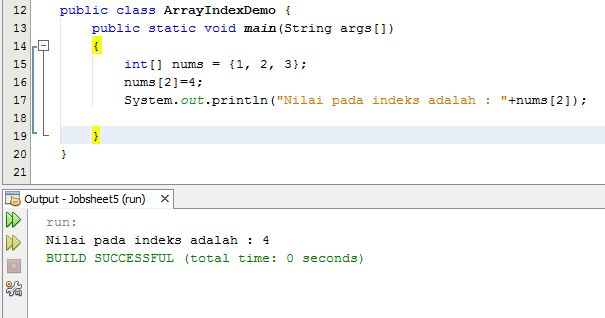 12 public class ArrayIndexDemo {
13 public static void main(String args[])
14 {
15 int[] nums = {1, 2, 3};
16 nums[2]=4;
17 System.out.println("Nilai pada indeks adalah : "+nums[2]);
18
19 }
20 }
21
Output - Jobsheet5 (run)
run:
Nilai pada indeks adalah : 4
BUILD SUCCESSFUL (total time: 0 seconds)